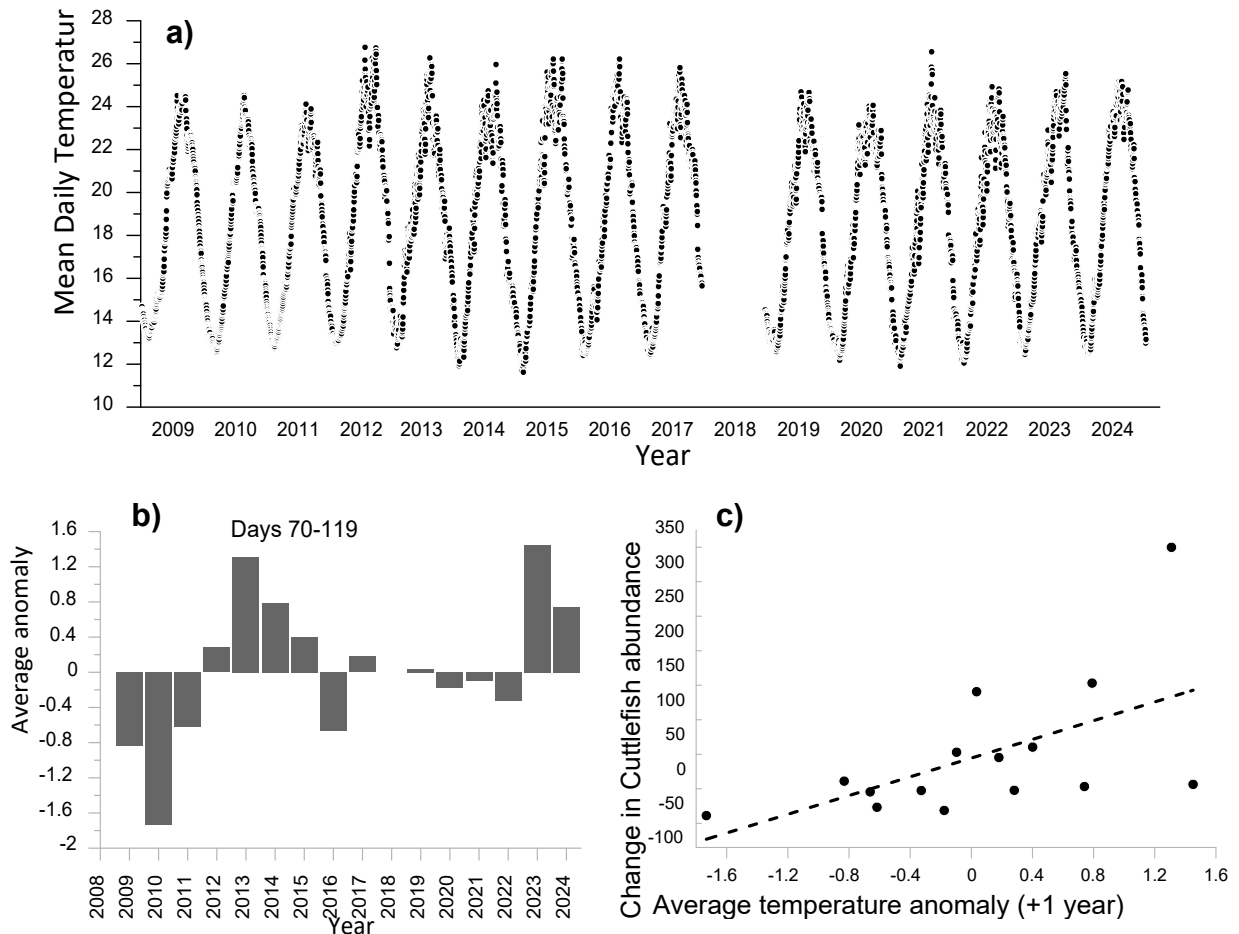 a)
Mean Daily Temperatur
28
26
24
22
20
18
16
14
12
10
2009 2010 2011 2012 2013 2014 2015 2016 2017 2018 2019 2020 2021 2022 2023 2024
Year
b)
Days 70-119
Average anomaly
1.6
1.2
0.8
0.4
0
-0.4
-0.8
-1.2
-1.6
-2
2008 2009 2010 2011 2012 2013 2014 2015 2016 2017 2018 2019 2020 2021 2022 2023 2024
Year
c)
Change in Cuttlefish abundance
350
300
250
200
150
100
50
0
-50
-100
-1.6 -1.2 -0.8 -0.4 0 0.4 0.8 1.2 1.6
Average temperature anomaly (+1 year)